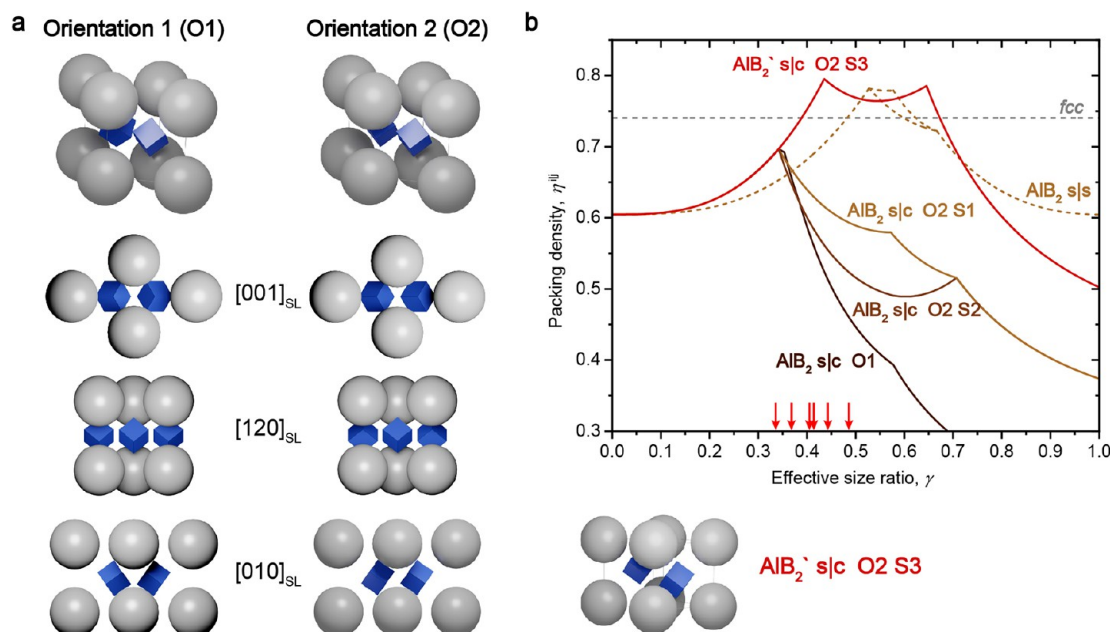 a
Orientation 1 (O1)
Orientation 2 (O2)
[001]SL
[1̄20]SL
[010]SL
b
AlB2` s|c O2 S3
fcc
AlB2 s|s
AlB2 s|c O2 S1
AlB2 s|c O2 S2
AlB2 s|c O1
Packing density, ηij
0.8
0.7
0.6
0.5
0.4
0.3
0.0 0.1 0.2 0.3 0.4 0.5 0.6 0.7 0.8 0.9 1.0
Effective size ratio, γ
AlB2` s|c O2 S3